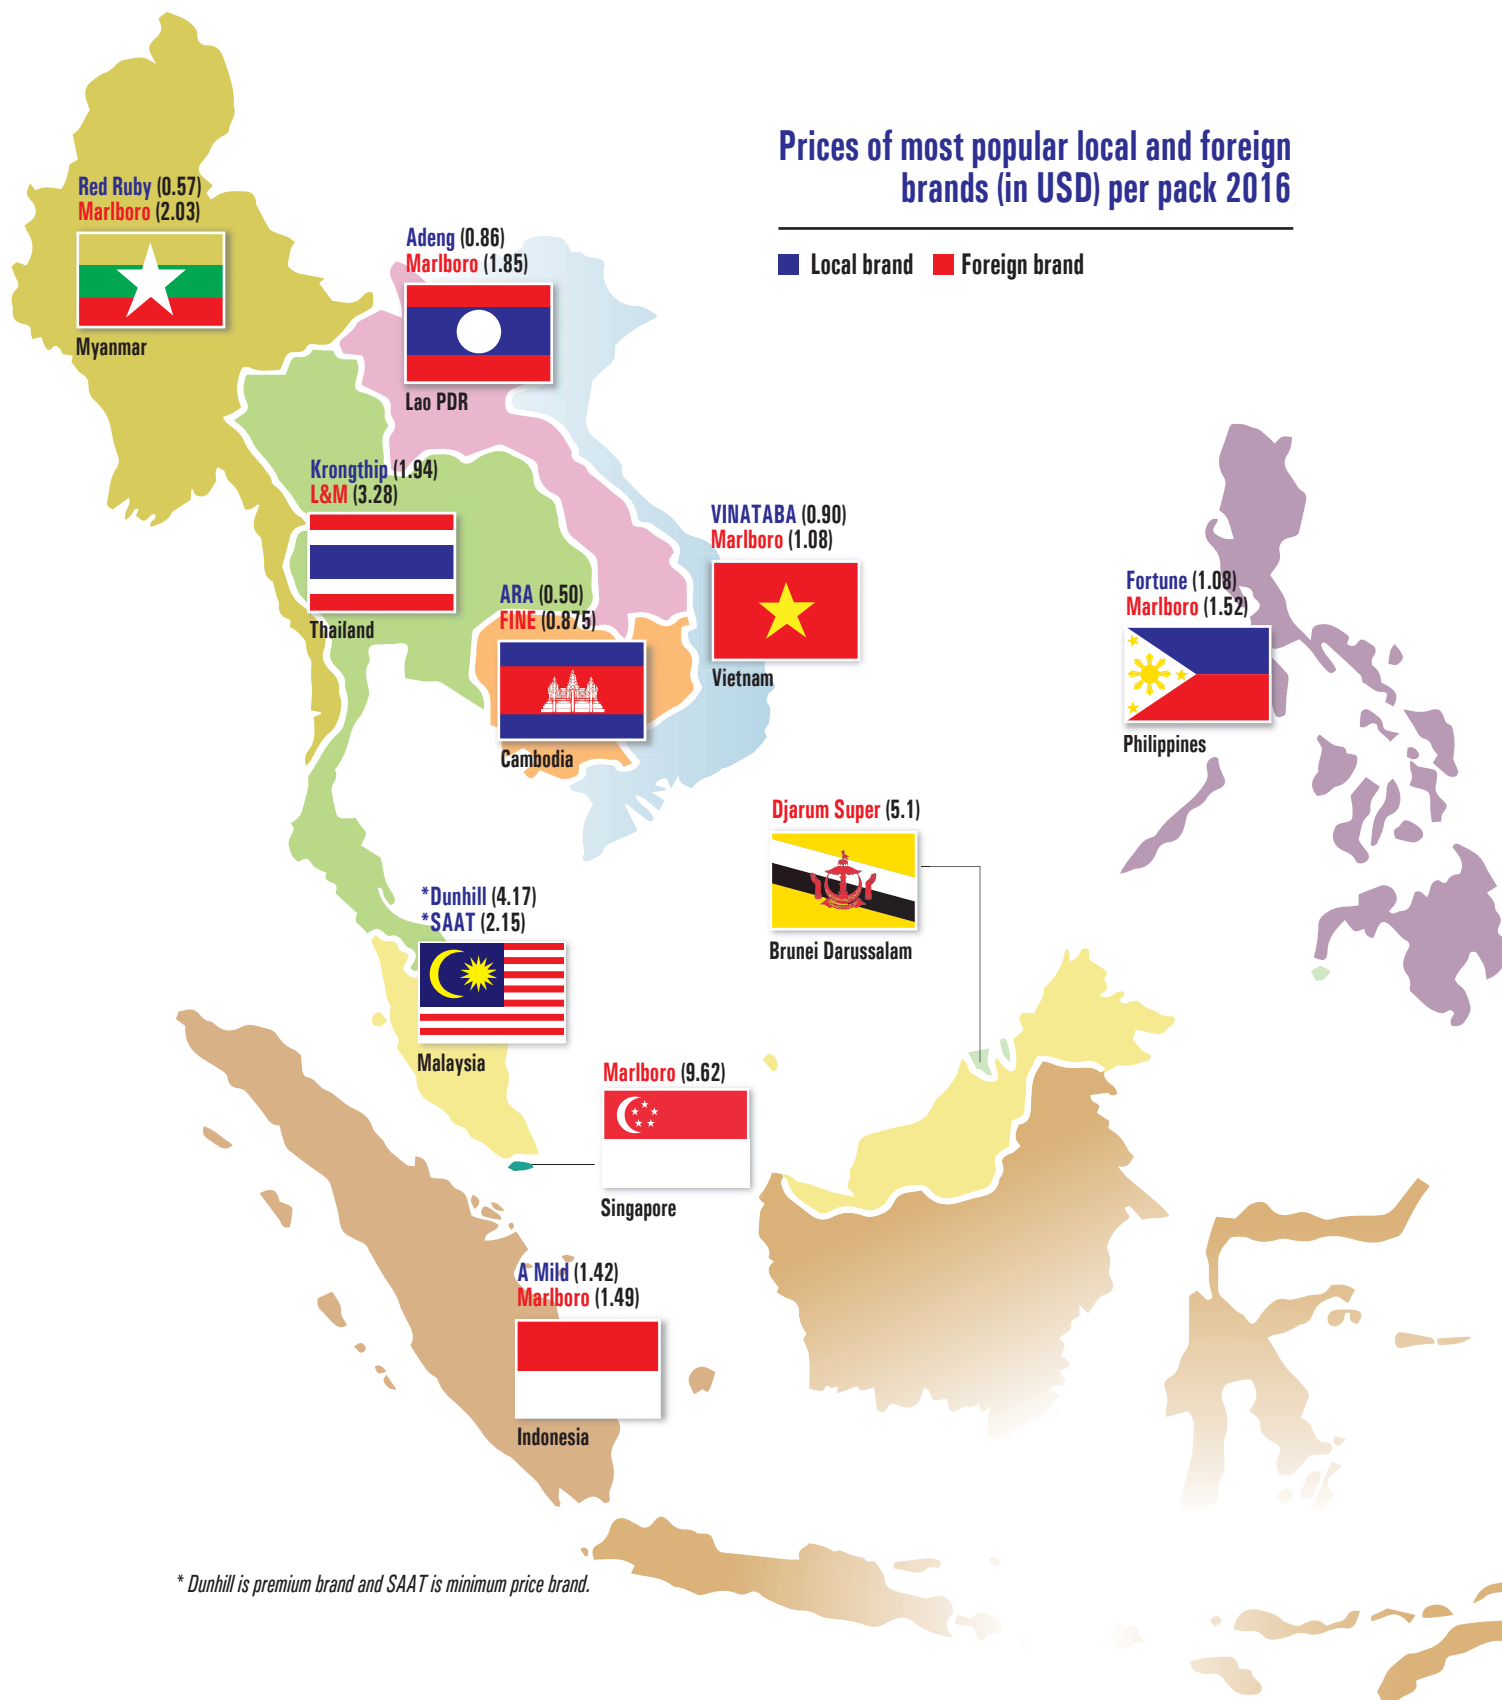 Prices of most popular local and foreign
brands (in USD) per pack 2016
Local brand Foreign brand
Red Ruby (0.57)
Marlboro (2.03)
Myanmar
Adeng (0.86)
Marlboro (1.85)
Lao PDR
Krongthip (1.94)
L&M (3.28)
Thailand
ARA (0.50)
FINE (0.875)
Cambodia
VINATABA (0.90)
Marlboro (1.08)
Vietnam
Fortune (1.08)
Marlboro (1.52)
Philippines
Djarum Super (5.1)
Brunei Darussalam
*Dunhill (4.17)
*SAAT (2.15)
Malaysia
Marlboro (9.62)
Singapore
A Mild (1.42)
Marlboro (1.49)
Indonesia
* Dunhill is premium brand and SAAT is minimum price brand.